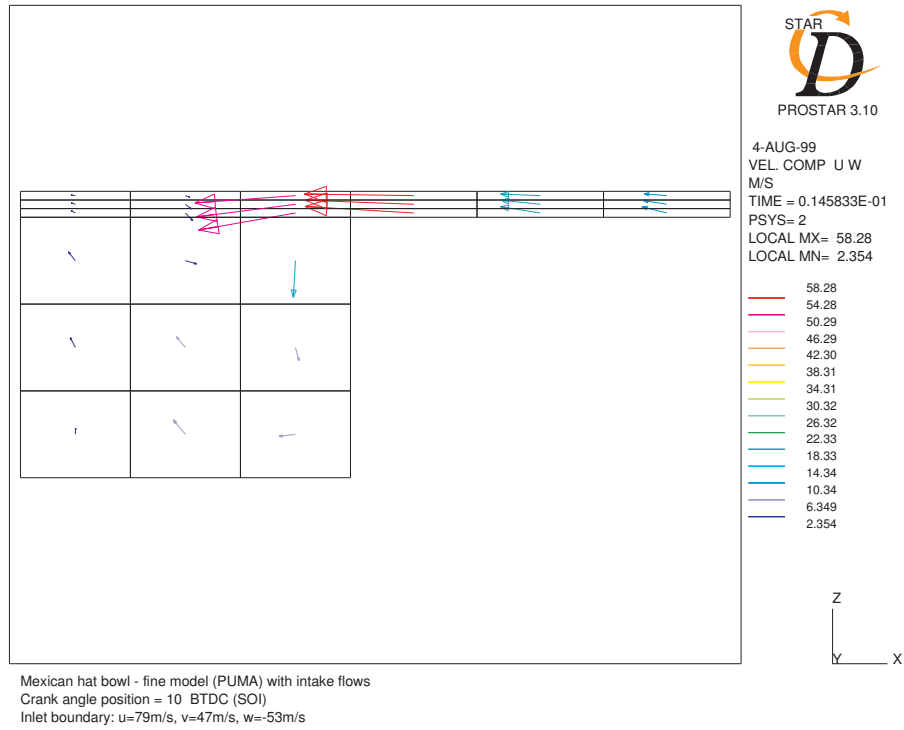 STAR
D
PROSTAR 3.10
4-AUG-99
VEL. COMP U W
M/S
TIME = 0.145833E-01
PSYS= 2
LOCAL MX= 58.28
LOCAL MN= 2.354
58.28
54.28
50.29
46.29
42.30
38.31
34.31
30.32
26.32
22.33
18.33
14.34
10.34
6.349
2.354
Z
Y X
Mexican hat bowl - fine model (PUMA) with intake flows
Crank angle position = 10 BTDC (SOI)
Inlet boundary: u=79m/s, v=47m/s, w=-53m/s